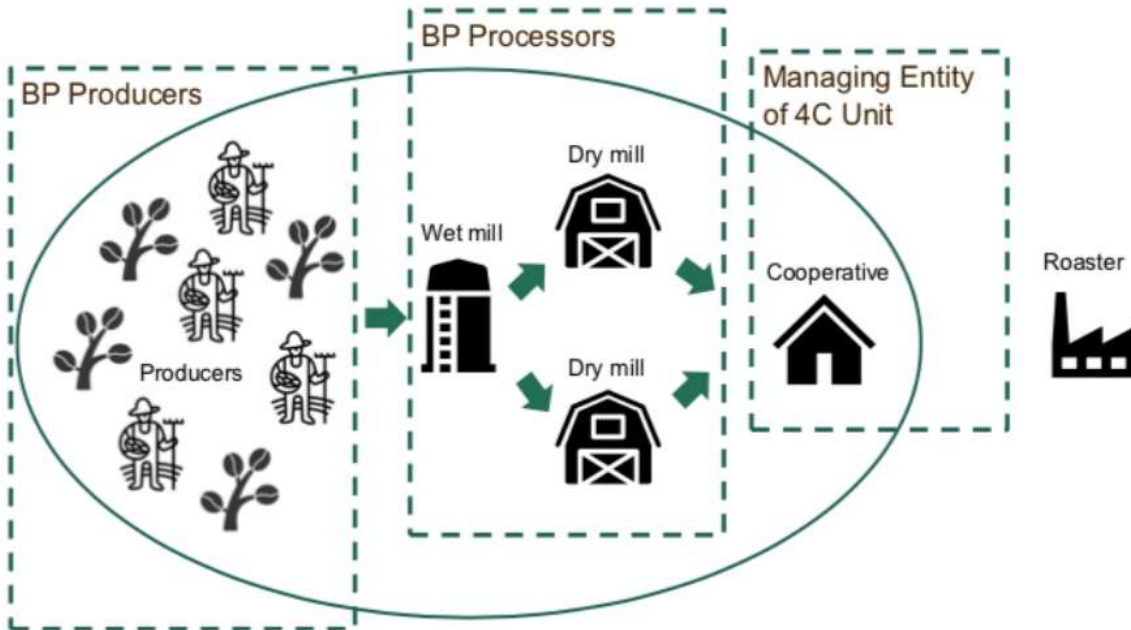 BP Producers
BP Processors
Managing Entity
of 4C Unit
Producers
Wet mill
Dry mill
Dry mill
Cooperative
Roaster